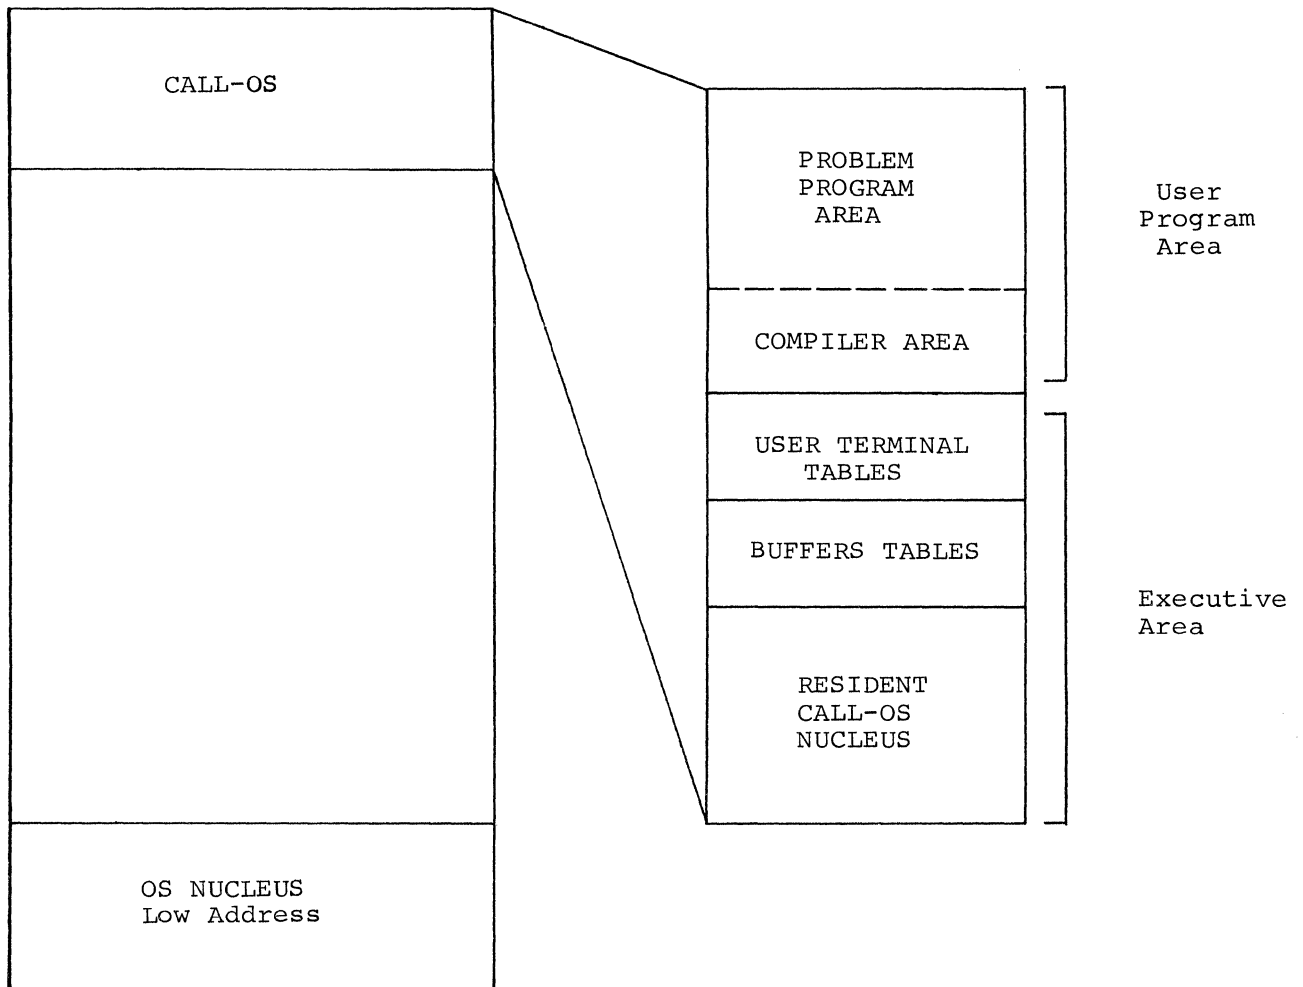 CALL-OS
OS NUCLEUS
Low Address
PROBLEM
PROGRAM
AREA
COMPILER AREA
USER TERMINAL
TABLES
BUFFERS TABLES
RESIDENT
CALL-OS
NUCLEUS
User
Program
Area
Executive
Area